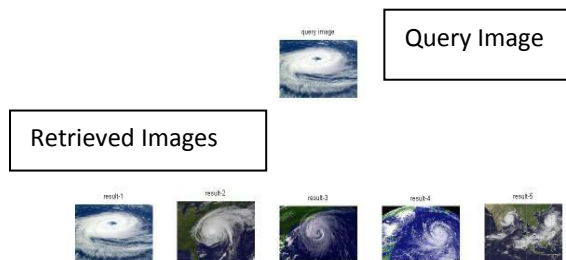 query image
Query Image
Retrieved Images
result-1
result-2
result-3
result-4
result-5